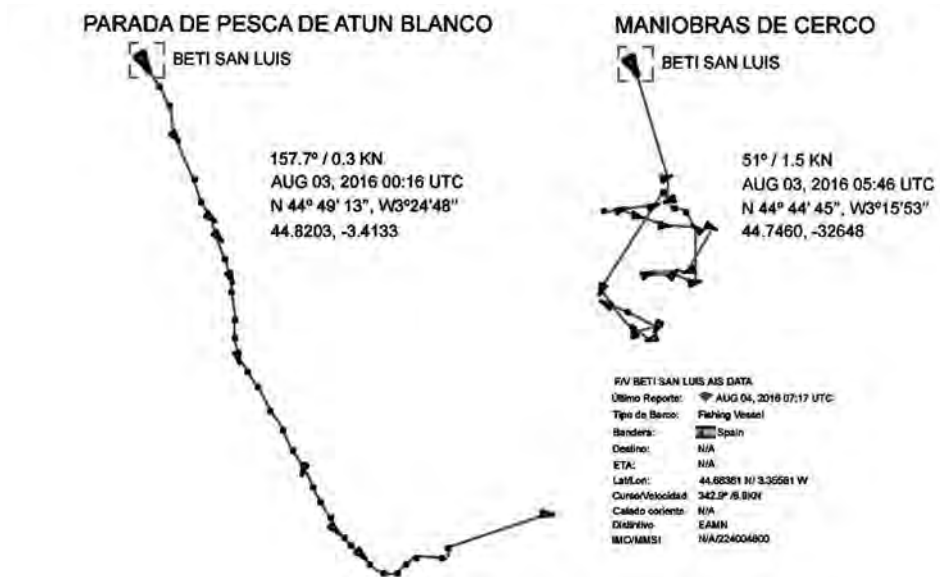 PARADA DE PESCA DE ATUN BLANCO
BETI SAN LUIS
157.7º / 0.3 KN
AUG 03, 2016 00:16 UTC
N 44º 49' 13", W3º24'48"
44.8203, -3.4133
MANIOBRAS DE CERCO
BETI SAN LUIS
51º / 1.5 KN
AUG 03, 2016 05:46 UTC
N 44º 44' 45", W3º15'53"
44.7460, -32648
F/V BETI SAN LUIS AIS DATA
Último Reporte: AUG 04, 2016 07:17 UTC
Tipo de Barco: Fishing Vessel
Bandera: Spain
Destino: N/A
ETA: N/A
Lat/Lon: 44.68361 N/ 3.35581 W
Curso/Velocidad 342.9º /6.9KN
Calado coriente N/A
Distintivo EAMN
IMO/MMSI N/A/224004800